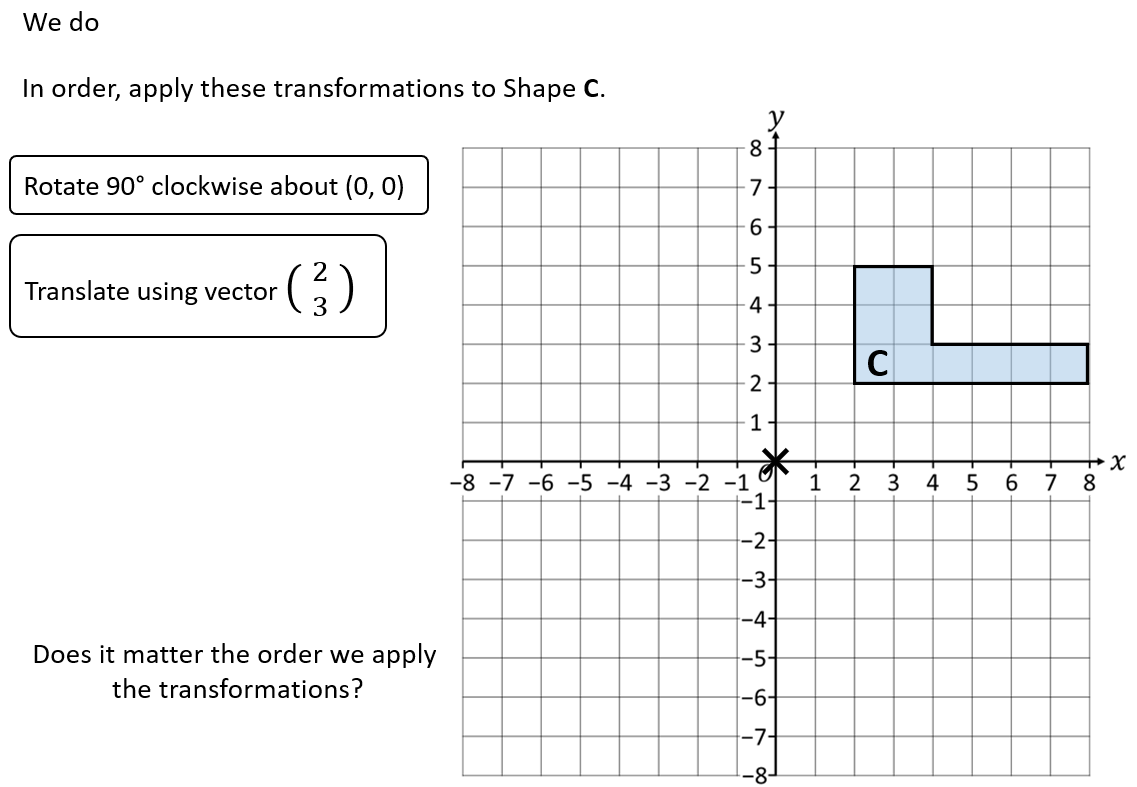 We do
In order, apply these transformations to Shape C.
Rotate 90° clockwise about (0, 0)
Translate using vector (2
3)
y
8
7
6
5
4
3
2
1
C
x
−8 −7 −6 −5 −4 −3 −2 −1 O 1 2 3 4 5 6 7 8
−1
−2
−3
−4
−5
−6
−7
−8
Does it matter the order we apply
the transformations?